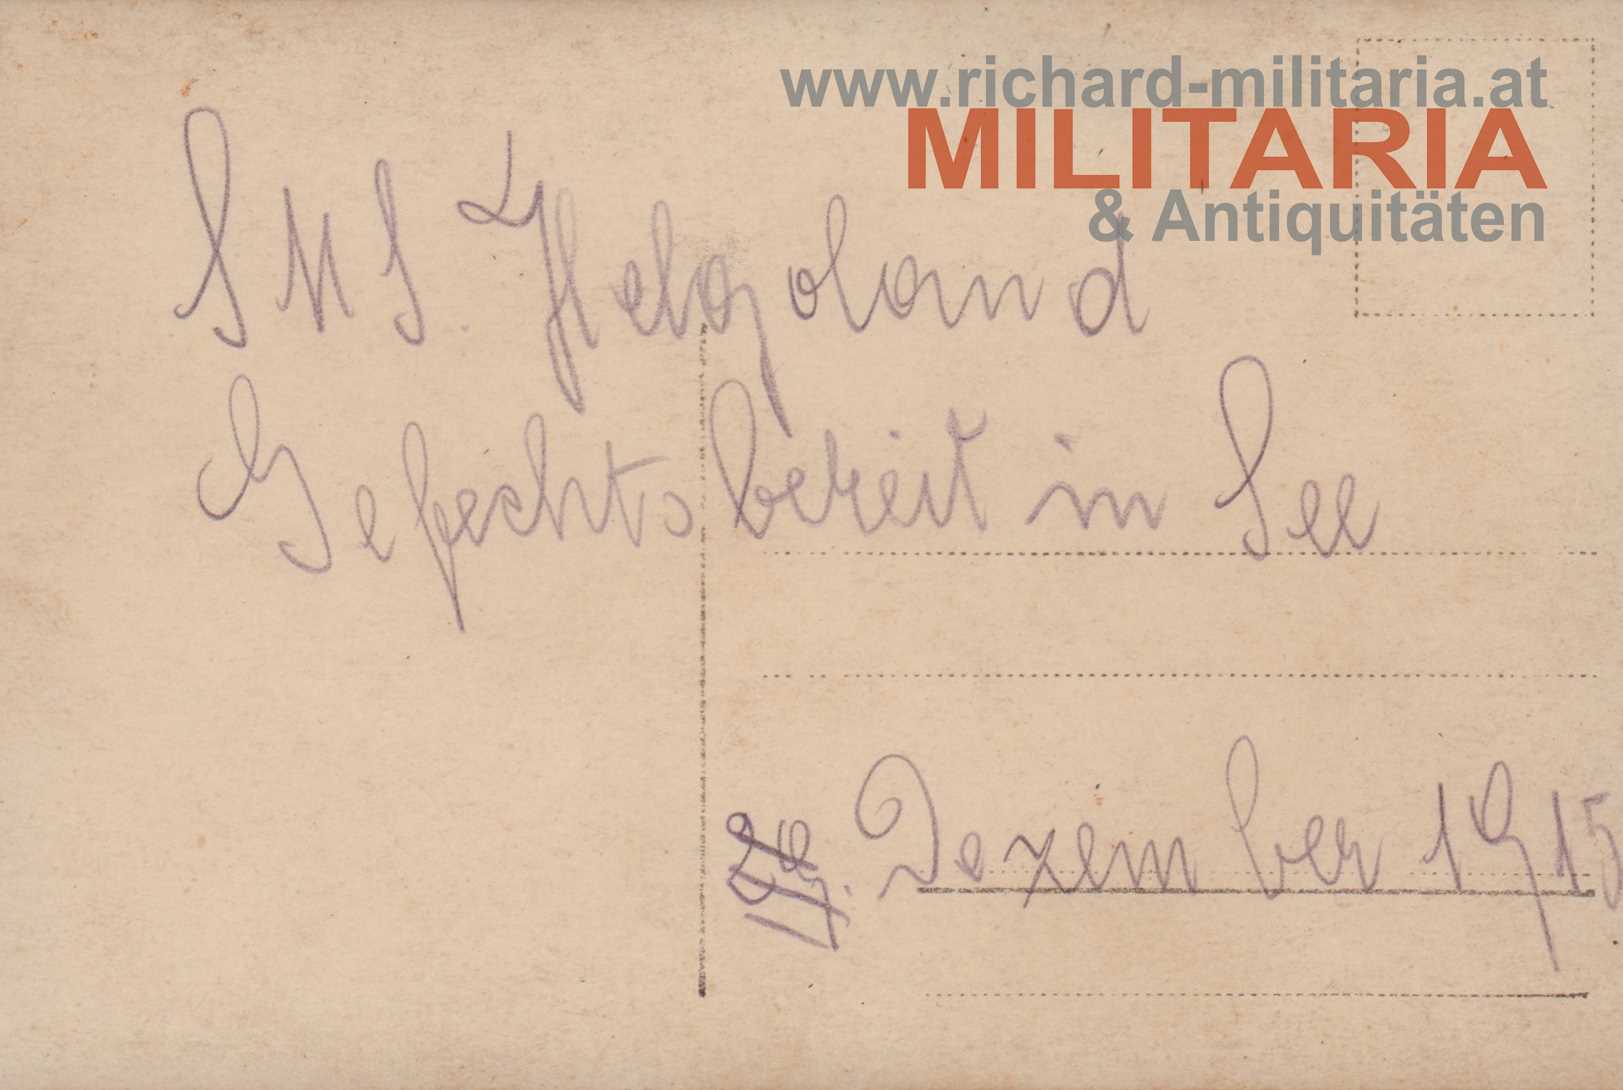 www.richard-militaria.at
MILITARIA
& Antiquitäten
SMS. Helgoland
Gefechtsbereit in See
Dezember 1915